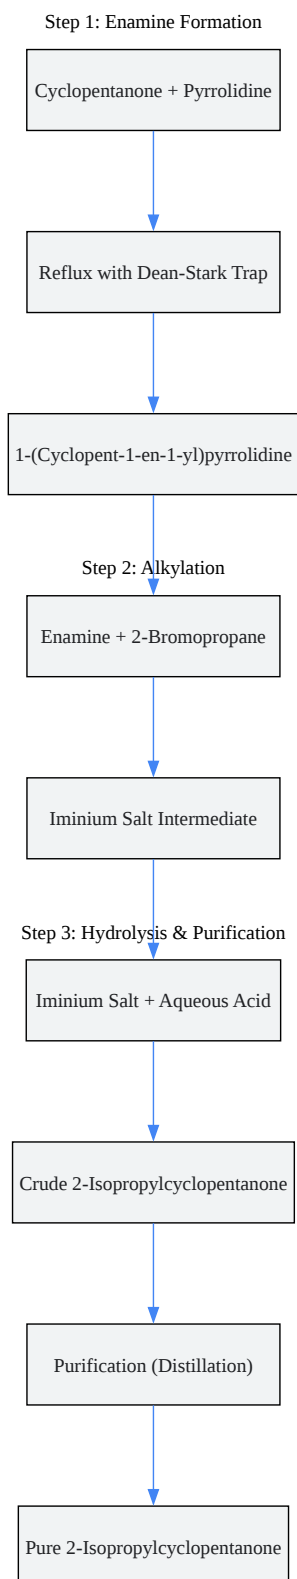 Step 1: Enamine Formation
Cyclopentanone + Pyrrolidine
Reflux with Dean-Stark Trap
1-(Cyclopent-1-en-1-yl)pyrrolidine
Step 2: Alkylation
Enamine + 2-Bromopropane
Iminium Salt Intermediate
Step 3: Hydrolysis & Purification
Iminium Salt + Aqueous Acid
Crude 2-Isopropylcyclopentanone
Purification (Distillation)
Pure 2-Isopropylcyclopentanone